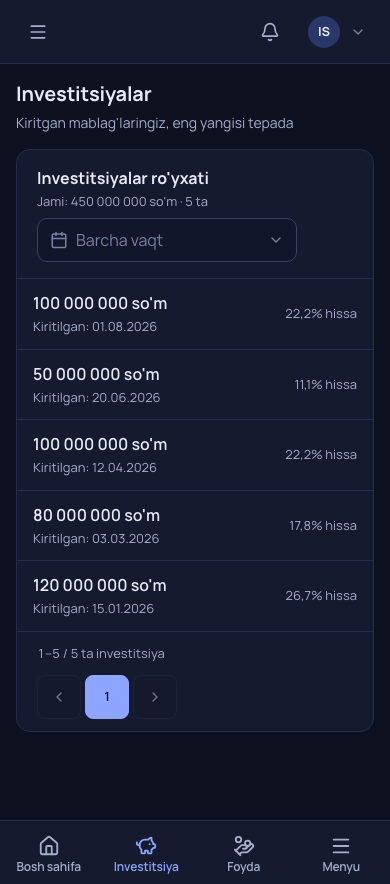 IS
Investitsiyalar
Kiritgan mablag'laringiz, eng yangisi tepada
Investitsiyalar ro'yxati
Jami: 450 000 000 so'm · 5 ta
Barcha vaqt
100 000 000 so'm
22,2% hissa
Kiritilgan: 01.08.2026
50 000 000 so'm
11,1% hissa
Kiritilgan: 20.06.2026
100 000 000 so'm
22,2% hissa
Kiritilgan: 12.04.2026
80 000 000 so'm
17,8% hissa
Kiritilgan: 03.03.2026
120 000 000 so'm
26,7% hissa
Kiritilgan: 15.01.2026
1–5 / 5 ta investitsiya
1
Bosh sahifa Investitsiya Foyda Menyu